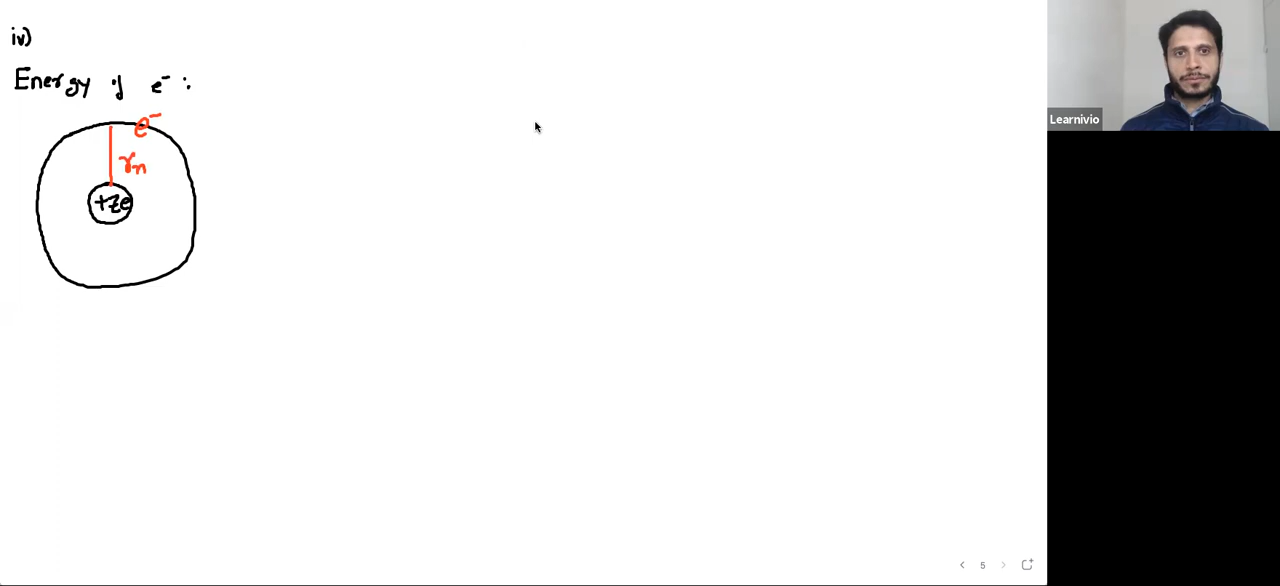 iv)
Energy of e⁻ :
e⁻
rₙ
+ze
Learnivio
5